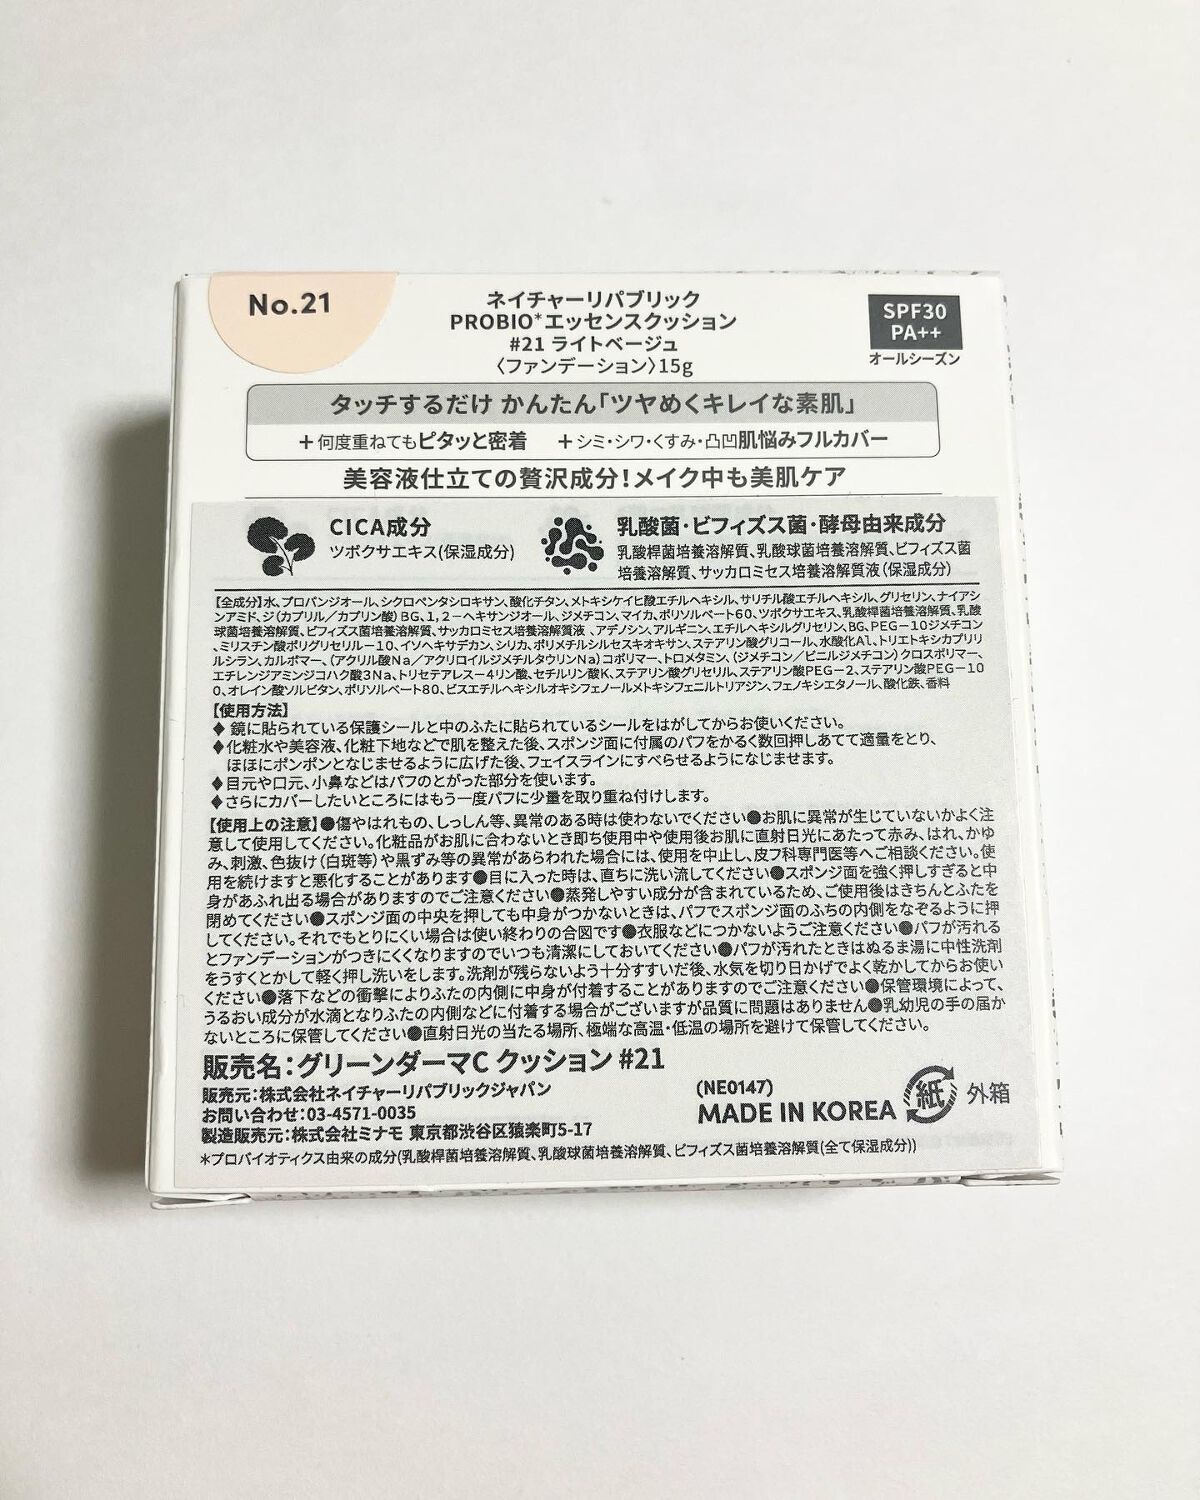 No.21
ネイチャーリパブリック
PROBIO*エッセンスクッション
#21 ライトベージュ
〈ファンデーション〉15g
SPF30
PA++
オールシーズン
タッチするだけ かんたん「ツヤめくキレイな素肌」
+何度重ねてもピタッと密着 +シミ・シワ・くすみ・凸凹肌悩みフルカバー
美容液仕立ての贅沢成分!メイク中も美肌ケア
CICA成分
ツボクサエキス(保湿成分)
乳酸菌・ビフィズス菌・酵母由来成分
乳酸桿菌培養溶解質、乳酸球菌培養溶解質、ビフィズス菌
培養溶解質、サッカロミセス培養溶解質液(保湿成分)
【全成分】水、プロパンジオール、シクロペンタシロキサン、酸化チタン、メトキシケイヒ酸エチルヘキシル、サリチル酸エチルヘキシル、グリセリン、ナイアシ
ンアミド、ジ(カプリル/カプリン酸)BG、1,2-ヘキサンジオール、ジメチコン、マイカ、ポリソルベート60、ツボクサエキス、乳酸桿菌培養溶解質、乳酸
球菌培養溶解質、ビフィズス菌培養溶解質、サッカロミセス培養溶解質液、アデノシン、アルギニン、エチルヘキシルグリセリン、BG、PEG-10ジメチコン
、ミリスチン酸ポリグリセリル-10、イソヘキサデカン、シリカ、ポリメチルシルセスキオキサン、ステアリン酸グリコール、水酸化Al、トリエトキシカプリリ
ルシラン、カルボマー、(アクリル酸Na/アクリロイルジメチルタウリンNa)コポリマー、トロメタミン、(ジメチコン/ビニルジメチコン)クロスポリマー、
エチレンジアミンジコハク酸3Na、トリセテアレス-4リン酸、セチルリン酸K、ステアリン酸グリセリル、ステアリン酸PEG-2、ステアリン酸PEG-10
0、オレイン酸ソルビタン、ポリソルベート80、ビスエチルヘキシルオキシフェノールメトキシフェニルトリアジン、フェノキシエタノール、酸化鉄、香料
【使用方法】
◆鏡に貼られている保護シールと中のふたに貼られているシールをはがしてからお使いください。
◆化粧水や美容液、化粧下地などで肌を整えた後、スポンジ面に付属のパフをかるく数回押しあてて適量をとり、
ほほにポンポンとなじませるように広げた後、フェイスラインにすべらせるようになじませます。
◆目元や口元、小鼻などはパフのとがった部分を使います。
◆さらにカバーしたいところにはもう一度パフに少量を取り重ね付けします。
【使用上の注意】●傷やはれもの、しっしん等、異常のある時は使わないでください●お肌に異常が生じていないかよく注
意して使用してください。化粧品がお肌に合わないとき即ち使用中や使用後お肌に直射日光にあたって赤み、はれ、かゆ
み、刺激、色抜け(白斑等)や黒ずみ等の異常があらわれた場合には、使用を中止し、皮フ科専門医等へご相談ください。使
用を続けますと悪化することがあります●目に入った時は、直ちに洗い流してください●スポンジ面を強く押しすぎると中
身があふれ出る場合がありますのでご注意ください●蒸発しやすい成分が含まれているため、ご使用後はきちんとふたを
閉めてください●スポンジ面の中央を押しても中身がつかないときは、パフでスポンジ面のふちの内側をなぞるように押
してください。それでもとりにくい場合は使い終わりの合図です●衣服などにつかないようご注意ください●パフが汚れる
とファンデーションがつきにくくなりますのでいつも清潔にしておいてください●パフが汚れたときはぬるま湯に中性洗剤
をうすくとかして軽く押し洗いをします。洗剤が残らないよう十分すすいだ後、水気を切り日かげでよく乾かしてからお使い
ください●落下などの衝撃によりふたの内側に中身が付着することがありますのでご注意ください●保管環境によって、
うるおい成分が水滴となりふたの内側などに付着する場合がございますが品質に問題はありません●乳幼児の手の届か
ないところに保管してください●直射日光の当たる場所、極端な高温・低温の場所を避けて保管してください。
販売名:グリーンダーマC クッション #21
販売元:株式会社ネイチャーリパブリックジャパン
お問い合わせ:03-4571-0035
製造販売元:株式会社ミナモ 東京都渋谷区猿楽町5-17
(NE0147)
MADE IN KOREA
紙 外箱
*プロバイオティクス由来の成分(乳酸桿菌培養溶解質、乳酸球菌培養溶解質、ビフィズス菌培養溶解質(全て保湿成分))